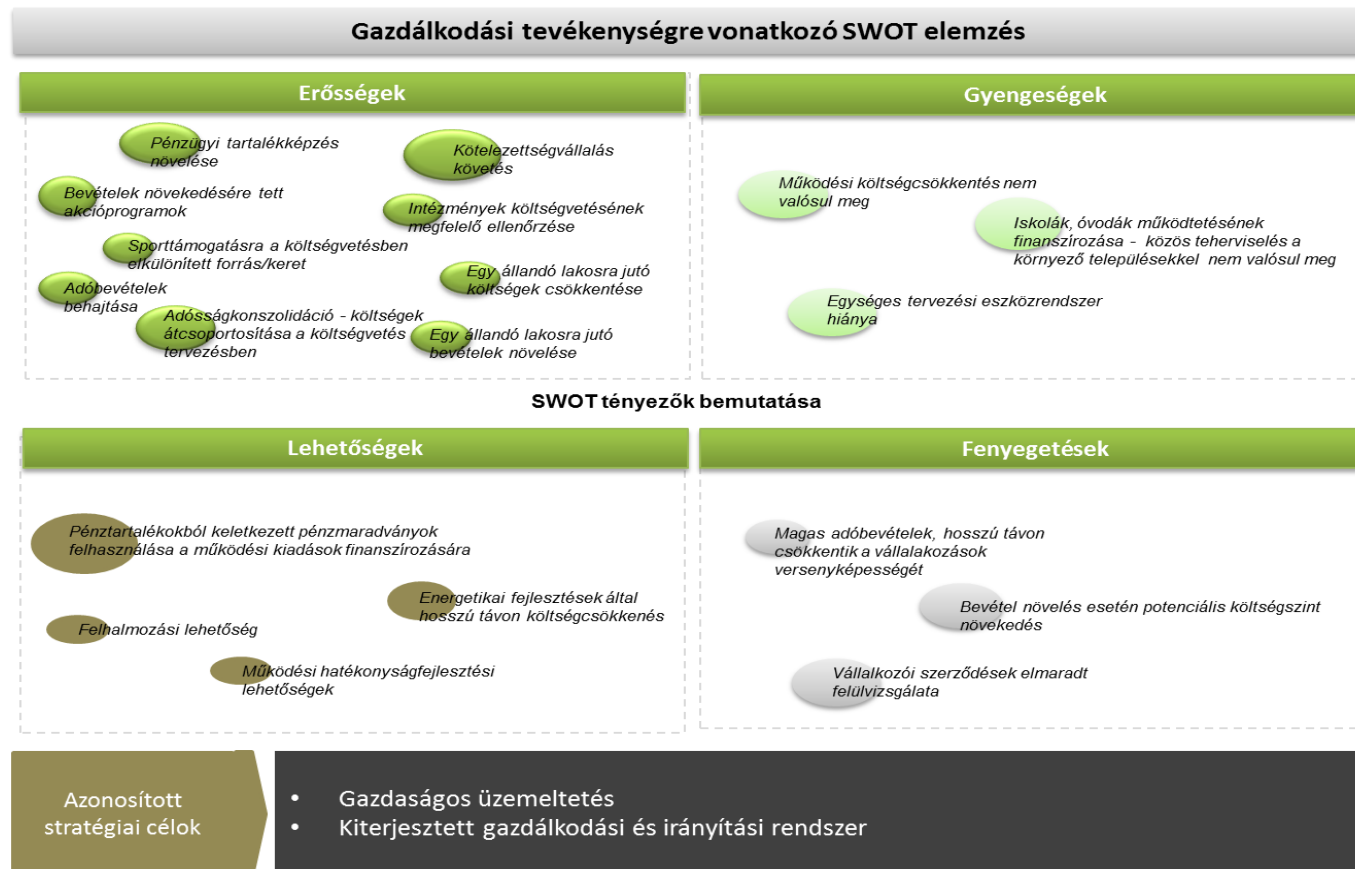 Gazdálkodási tevékenységre vonatkozó SWOT elemzés
Erősségek
Pénzügyi tartalékképzés
növelése
Kötelezettségvállalás
követés
Bevételek növekedésére tett
akcióprogramok
Intézmények költségvetésének
megfelelő ellenőrzése
Sporttámogatásra a költségvetésben
elkülönített forrás/keret
Egy állandó lakosra jutó
költségek csökkentése
Adóbevételek
behajtása
Adósságkonszolidáció - költségek
átcsoportosítása a költségvetés
tervezésben
Egy állandó lakosra jutó
bevételek növelése
Gyengeségek
Működési költségcsökkentés nem
valósul meg
Iskolák, óvodák működtetésének
finanszírozása - közös teherviselés a
környező településekkel nem valósul meg
Egységes tervezési eszközrendszer
hiánya
SWOT tényezők bemutatása
Lehetőségek
Pénztartalékokból keletkezett pénzmaradványok
felhasználása a működési kiadások finanszírozására
Energetikai fejlesztések által
hosszú távon költségcsökkenés
Felhalmozási lehetőség
Működési hatékonyságfejlesztési
lehetőségek
Fenyegetések
Magas adóbevételek, hosszú távon
csökkentik a vállalakozások
versenyképességét
Bevétel növelés esetén potenciális költségszint
növekedés
Vállalkozói szerződések elmaradt
felülvizsgálata
Azonosított
stratégiai célok
• Gazdaságos üzemeltetés
• Kiterjesztett gazdálkodási és irányítási rendszer